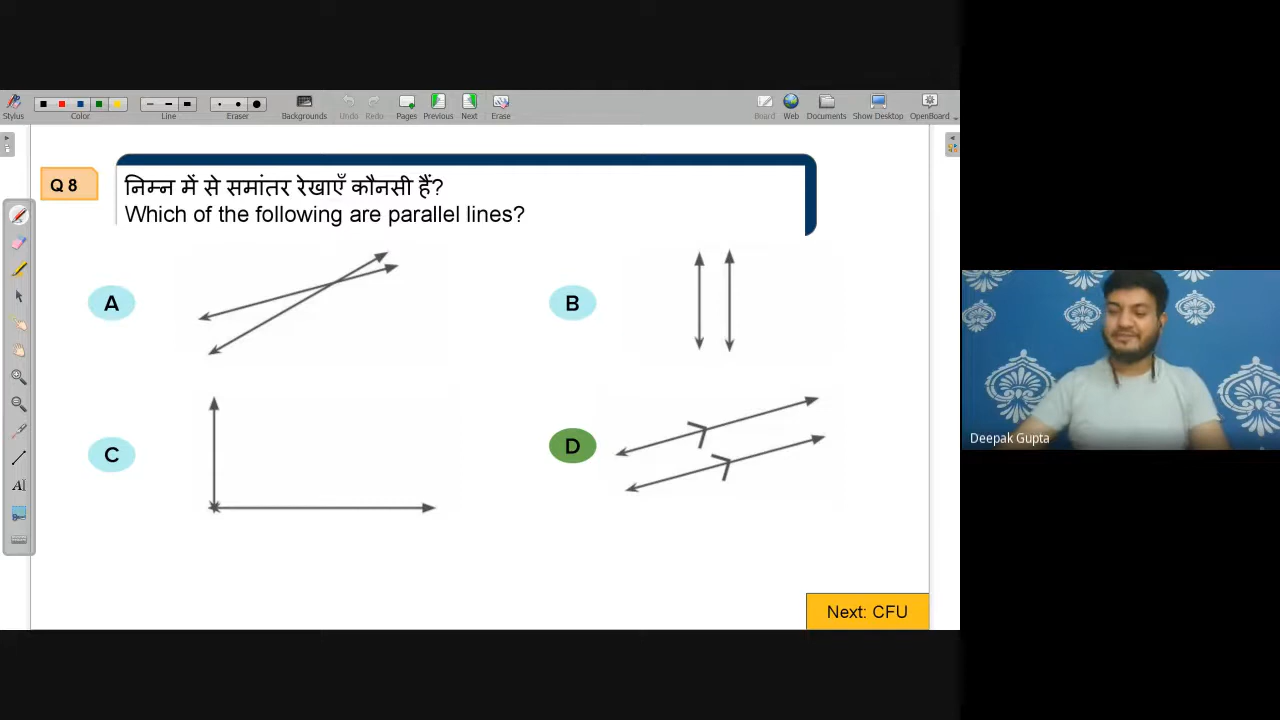 Stylus
Color
Line
Eraser
Backgrounds
Undo
Redo
Pages
Previous
Next
Erase
Board
Web
Documents
Show Desktop
OpenBoard
Q 8
निम्न में से समांतर रेखाएँ कौनसी हैं?
Which of the following are parallel lines?
A
B
C
D
Deepak Gupta
Next: CFU